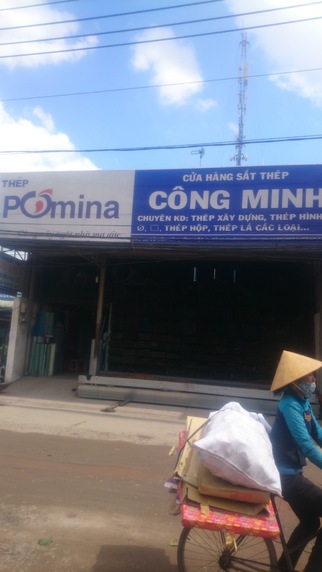 THÉP
POmina
CỬA HÀNG SẮT THÉP
CÔNG MINH
CHUYÊN KD: THÉP XÂY DỰNG, THÉP HÌNH
Ø, □, THÉP HỘP, THÉP LÁ CÁC LOẠI...